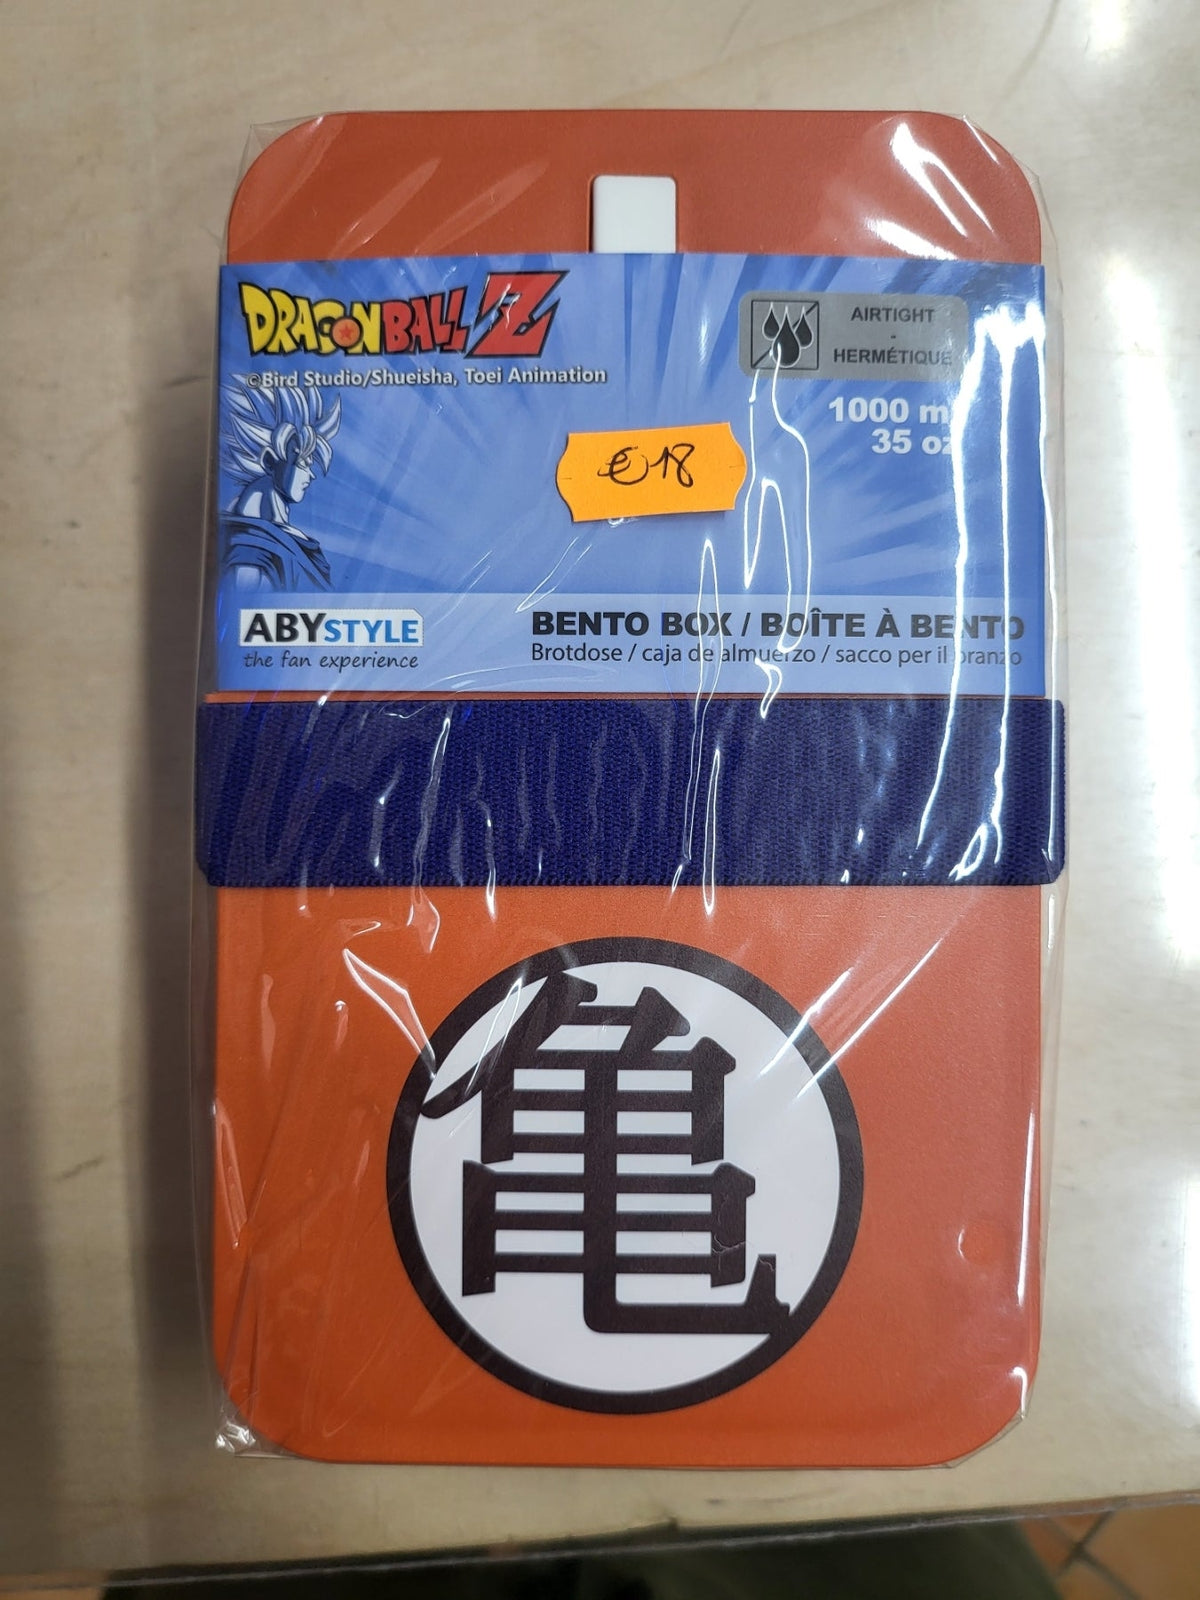 DRAGONBALL Z
©Bird Studio/Shueisha, Toei Animation
AIRTIGHT
-
HERMÉTIQUE
1000 m
35 oz
€18
ABYSTYLE
the fan experience
BENTO BOX / BOÎTE À BENTO
Brotdose / caja de almuerzo / sacco per il pranzo
亀